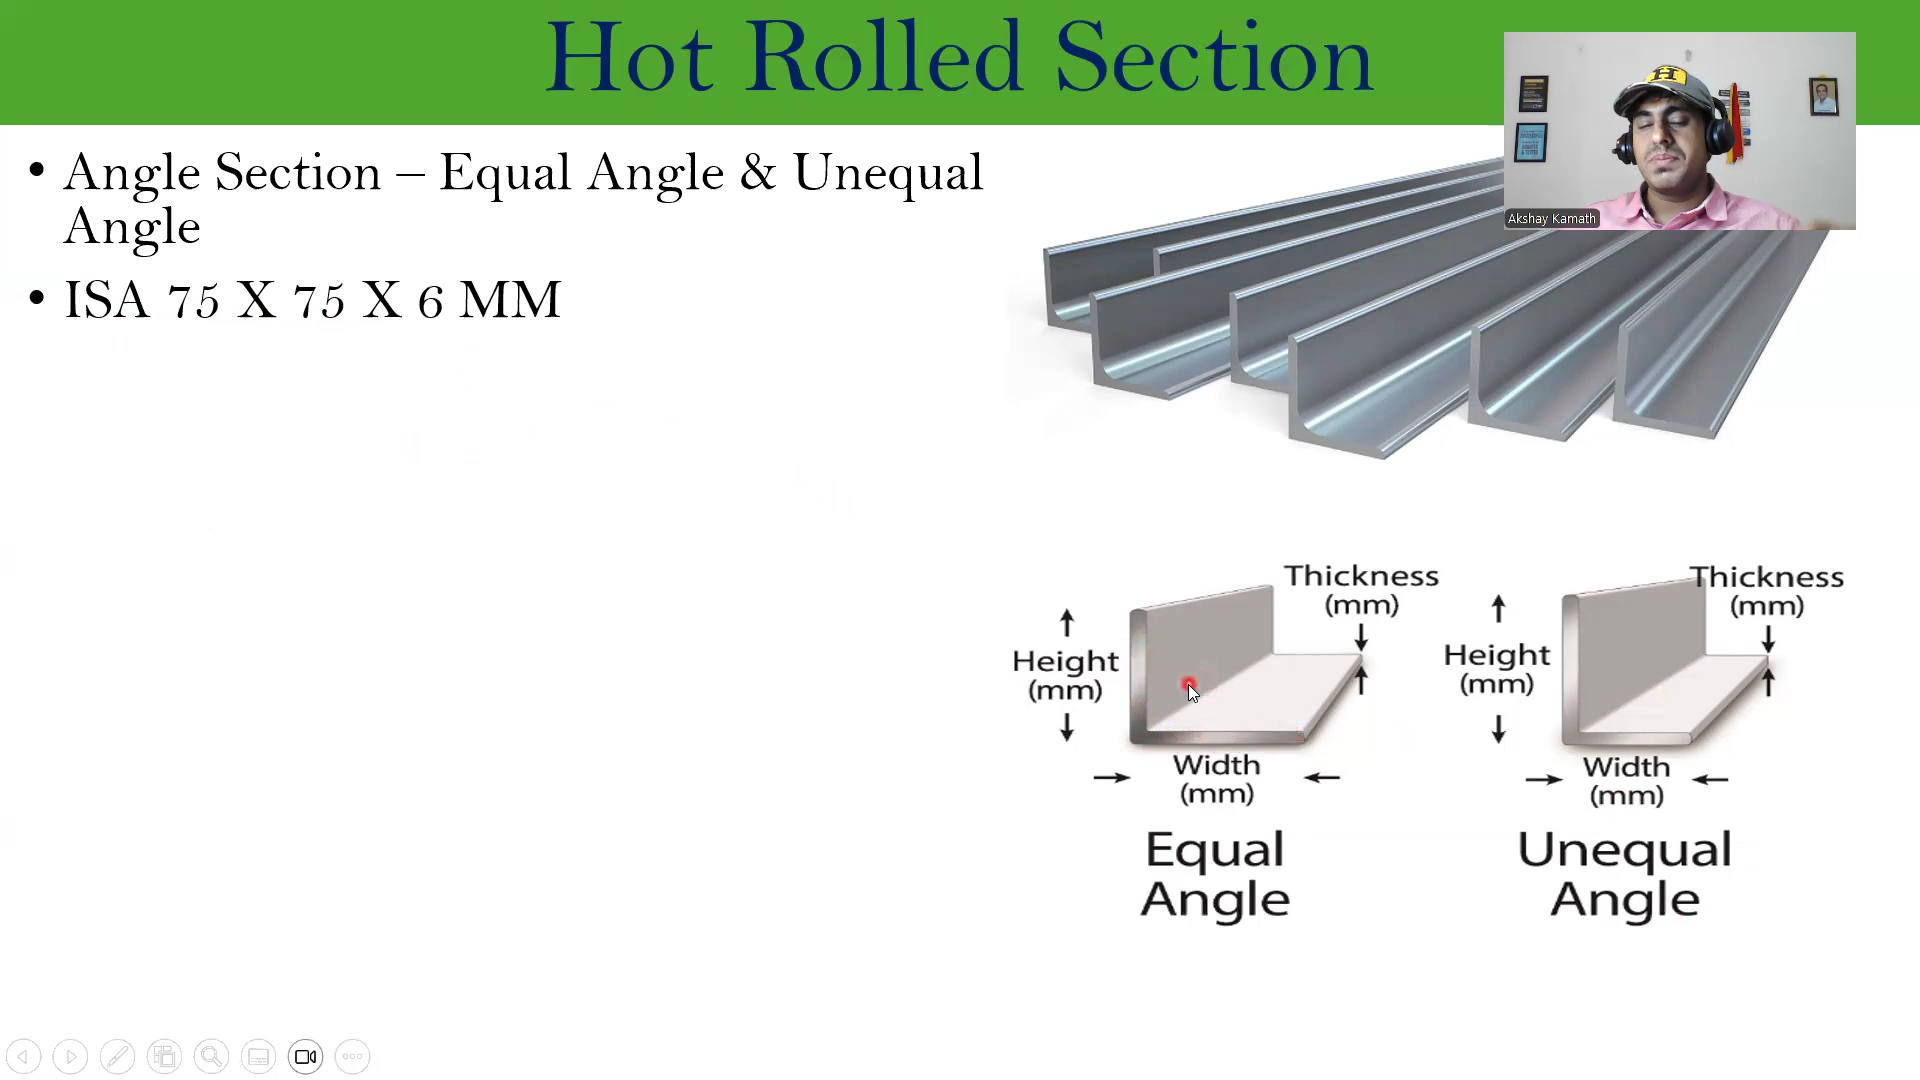 Hot Rolled Section
• Angle Section – Equal Angle & Unequal
Angle
• ISA 75 X 75 X 6 MM
H
Akshay Kamath
Thickness
(mm)
Height
(mm)
Width
(mm)
Equal
Angle
Thickness
(mm)
Height
(mm)
Width
(mm)
Unequal
Angle